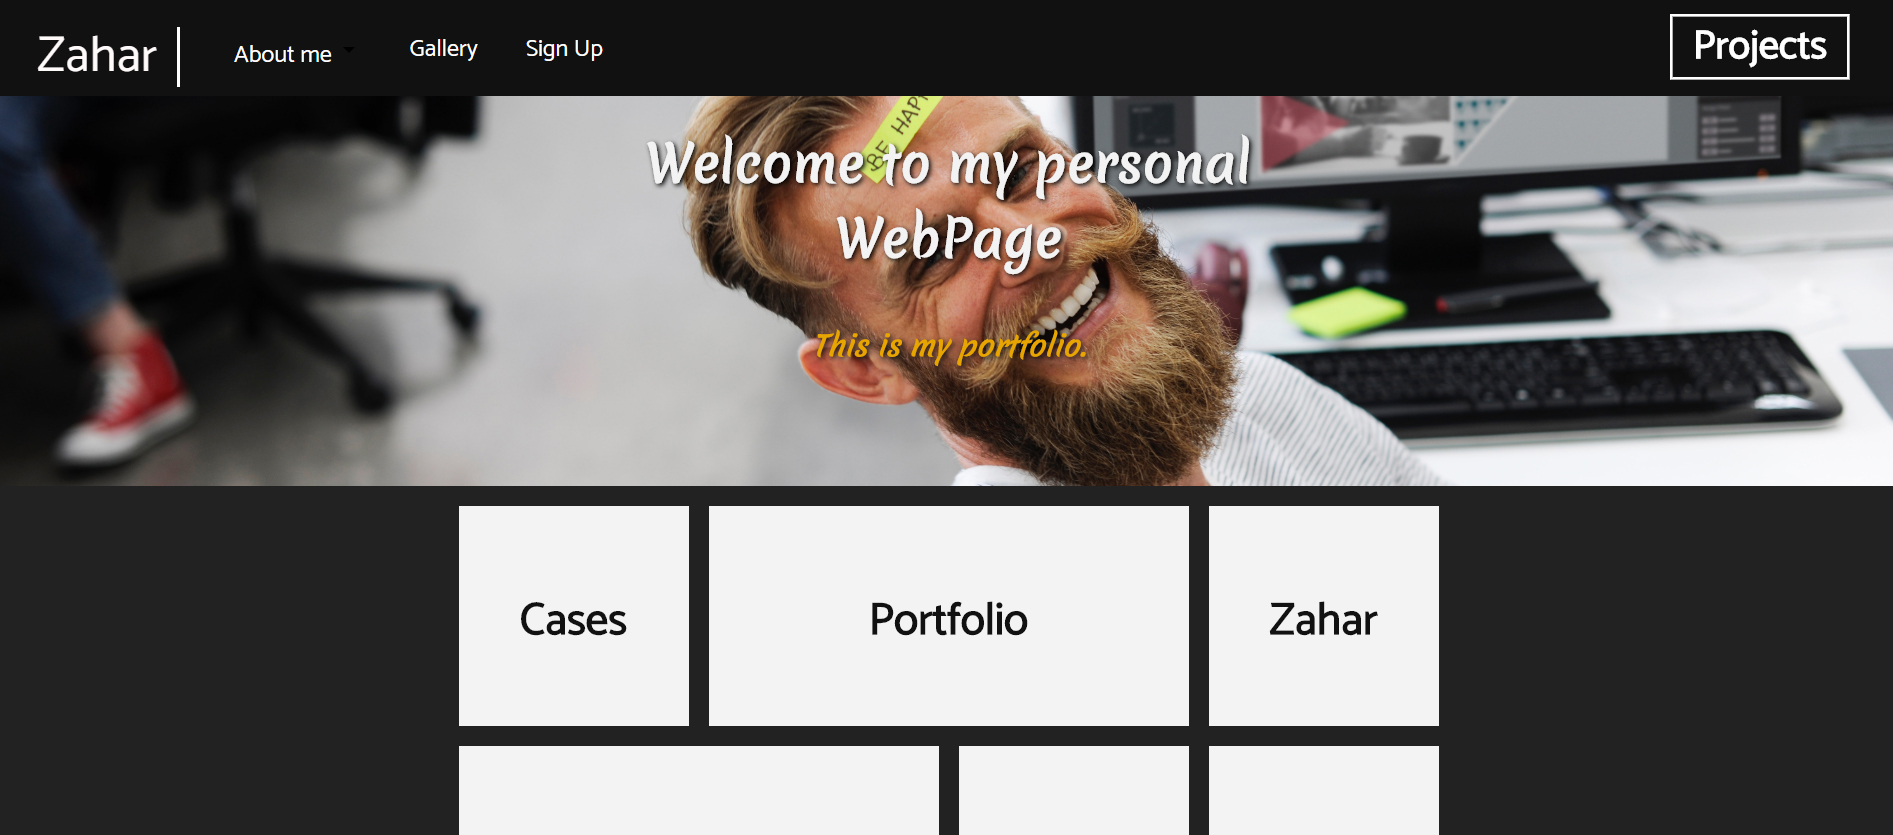 Zahar
About me
Gallery
Sign Up
Projects
BE HAP
Welcome to my personal
WebPage
This is my portfolio.
Cases
Portfolio
Zahar